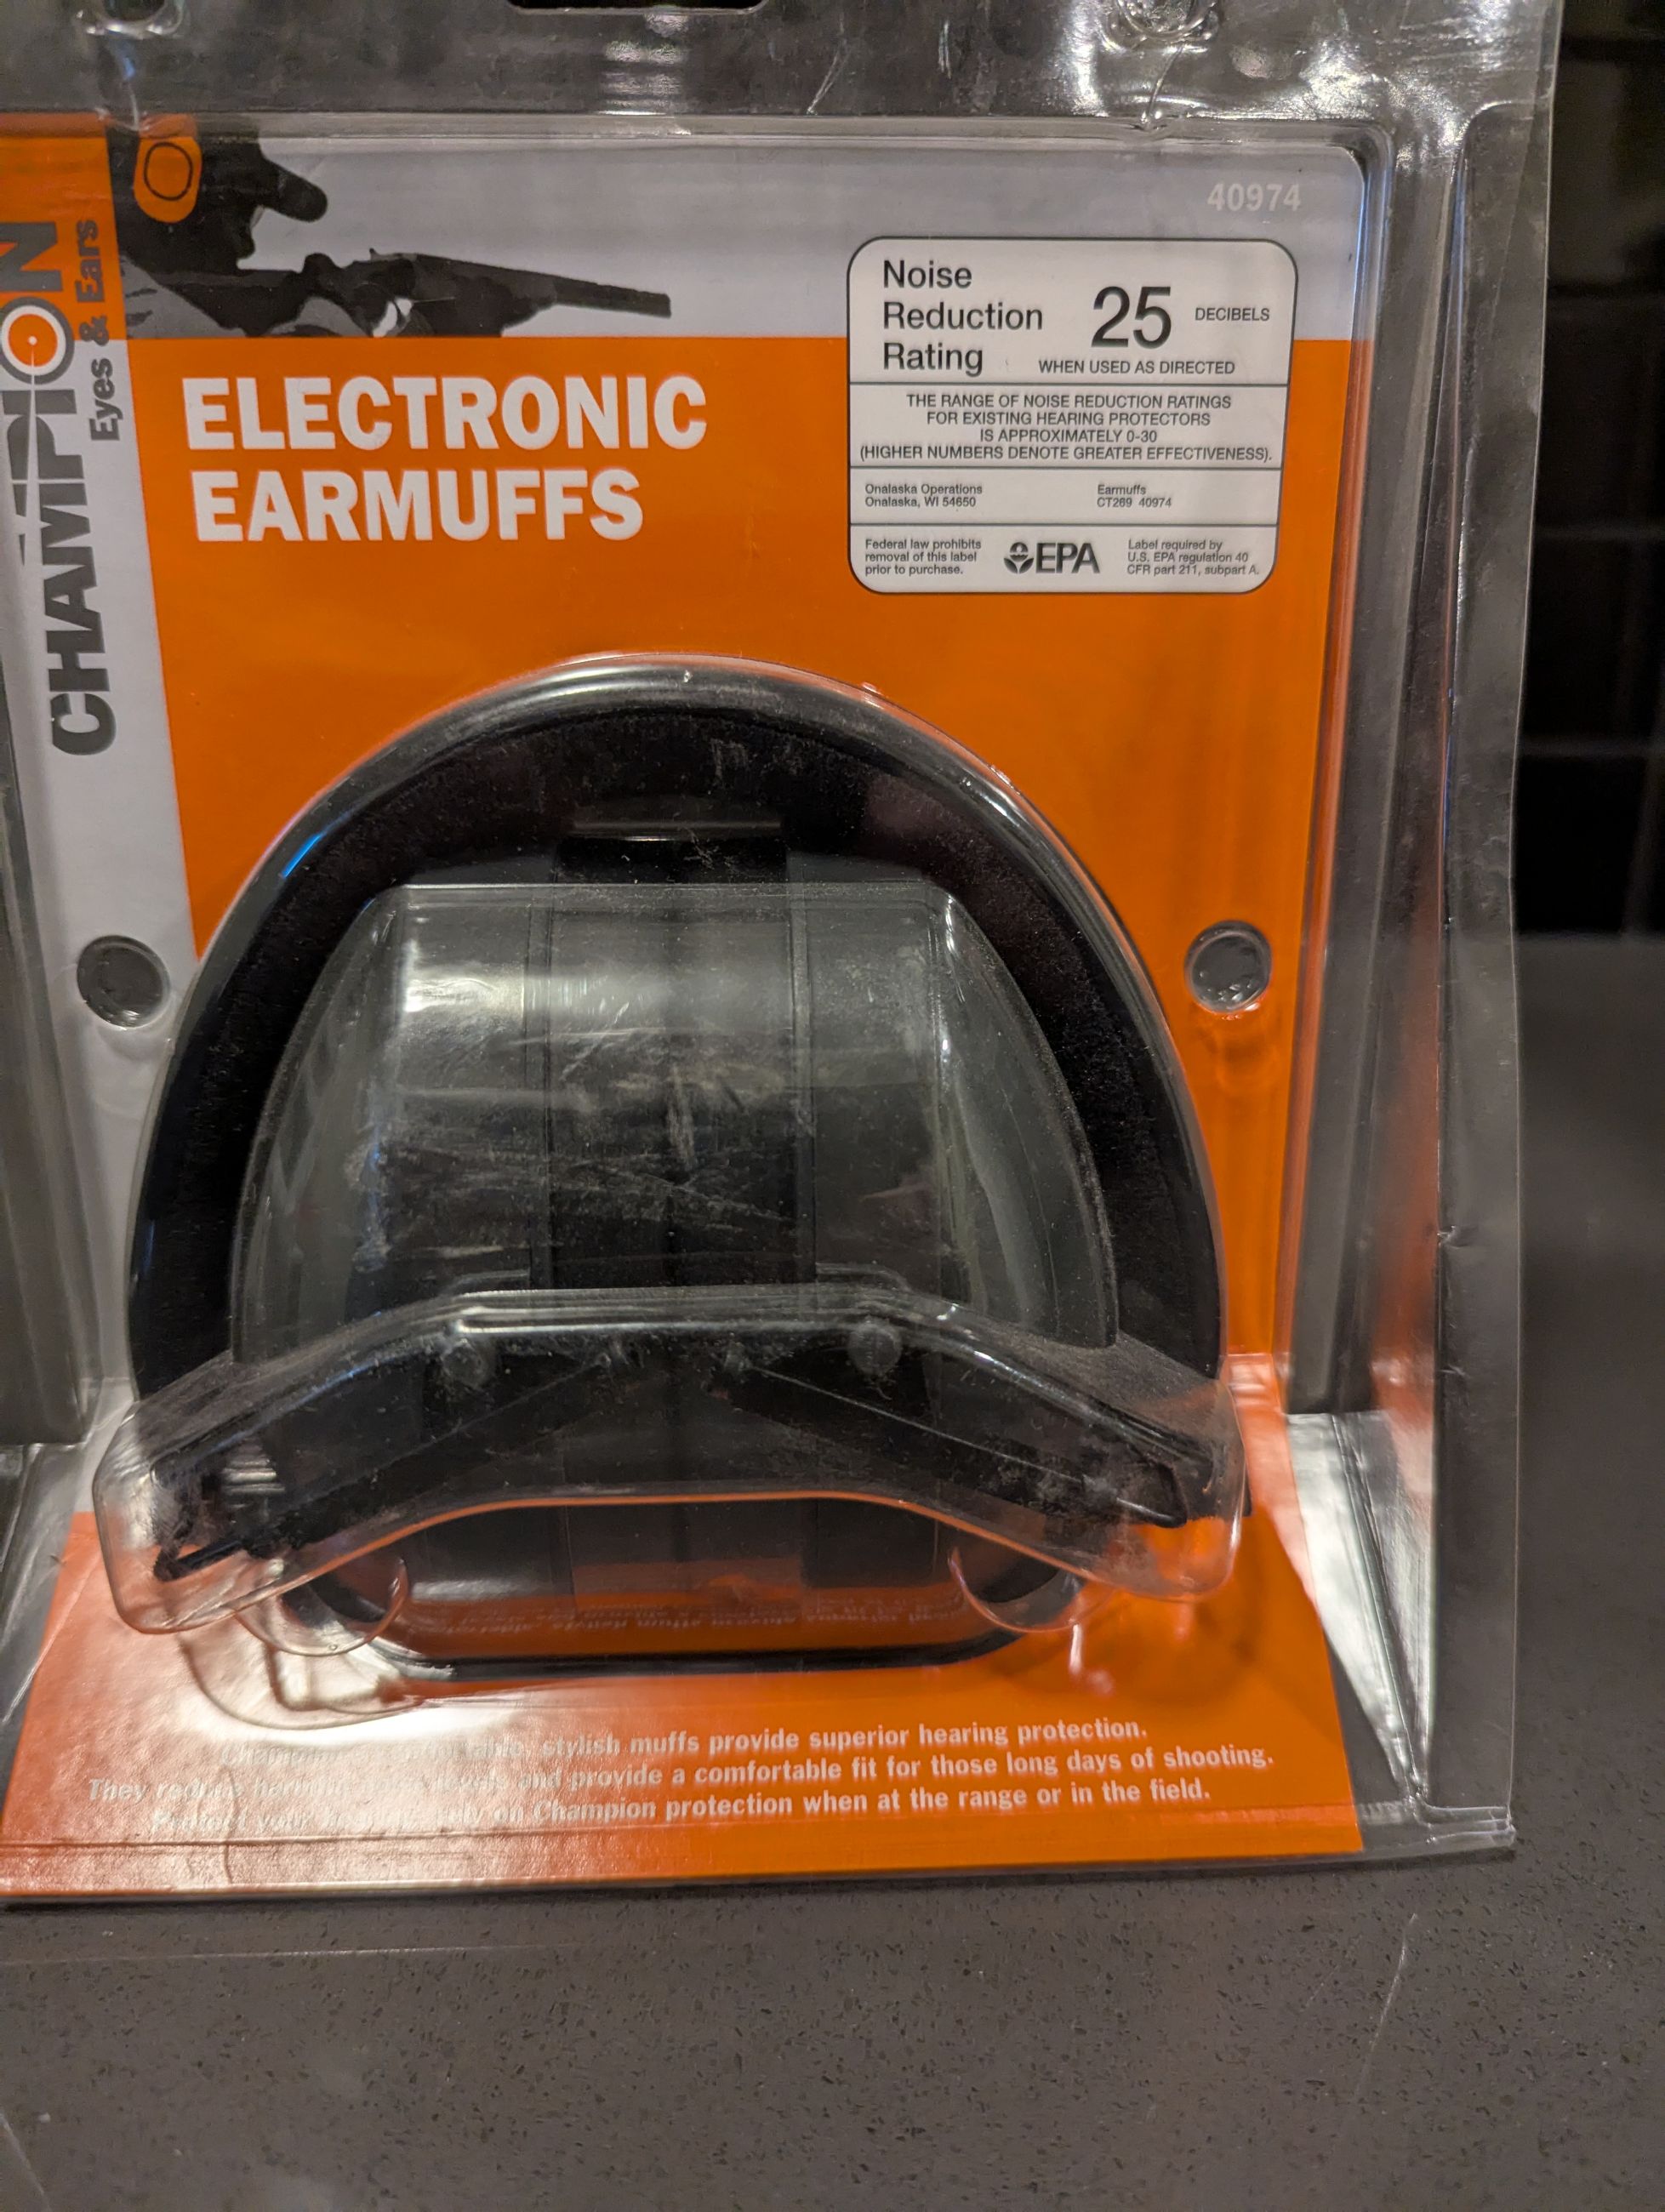 40974
CHAMPION
Eyes & Ears
ELECTRONIC
EARMUFFS
Noise
Reduction
Rating
25 DECIBELS
WHEN USED AS DIRECTED
THE RANGE OF NOISE REDUCTION RATINGS
FOR EXISTING HEARING PROTECTORS
IS APPROXIMATELY 0-30
(HIGHER NUMBERS DENOTE GREATER EFFECTIVENESS).
Onalaska Operations
Onalaska, WI 54650
Earmuffs
CT269 40974
Federal law prohibits
removal of this label
prior to purchase.
EPA
Label required by
U.S. EPA regulation 40
CFR part 211, subpart A.
stylish muffs provide superior hearing protection.
They and provide a comfortable fit for those long days of shooting.
on Champion protection when at the range or in the field.